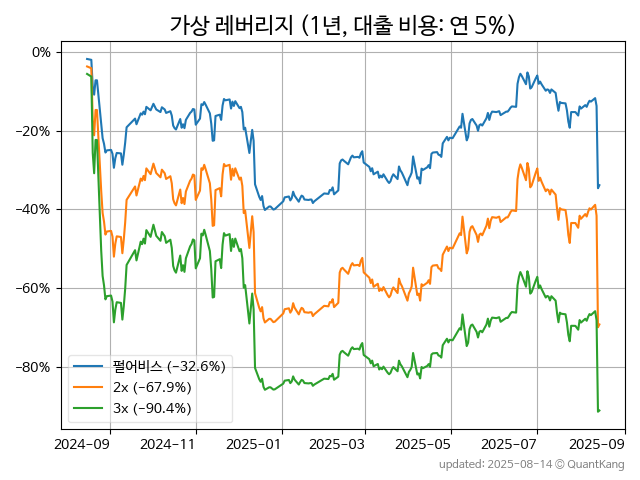 가상 레버리지 (1년, 대출 비용: 연 5%)
0%
−20%
−40%
−60%
−80%
펄어비스 (−32.6%)
2x (−67.9%)
3x (−90.4%)
2024−09 2024−11 2025−01 2025−03 2025−05 2025−07 2025−09
updated: 2025-08-14 © QuantKang